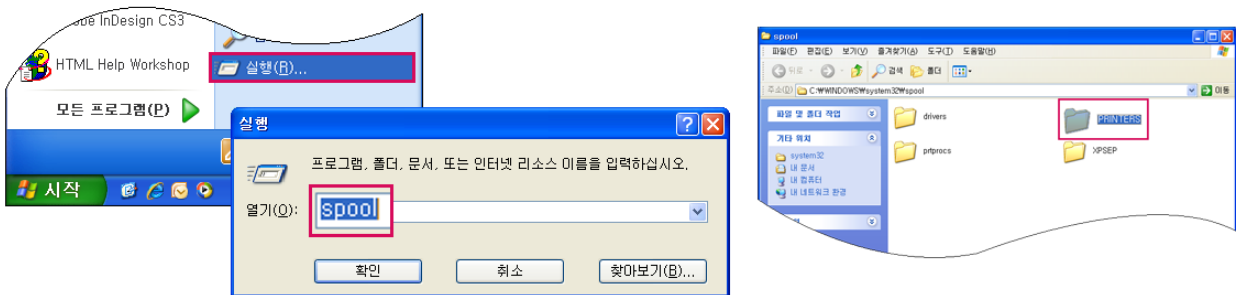 obe InDesign CS3
HTML Help Workshop
모든 프로그램(P)
시작
실행(R)...
실행
프로그램, 폴더, 문서, 또는 인터넷 리소스 이름을 입력하십시오.
열기(O):
spool
확인
취소
찾아보기(B)...
spool
파일(F) 편집(E) 보기(V) 즐겨찾기(A) 도구(T) 도움말(H)
뒤로
검색
폴더
주소(D)
C:₩WINDOWS₩system32₩spool
이동
파일 및 폴더 작업
기타 위치
system32
내 문서
내 컴퓨터
내 네트워크 환경
drivers
PRINTERS
prtprocs
XPSEP